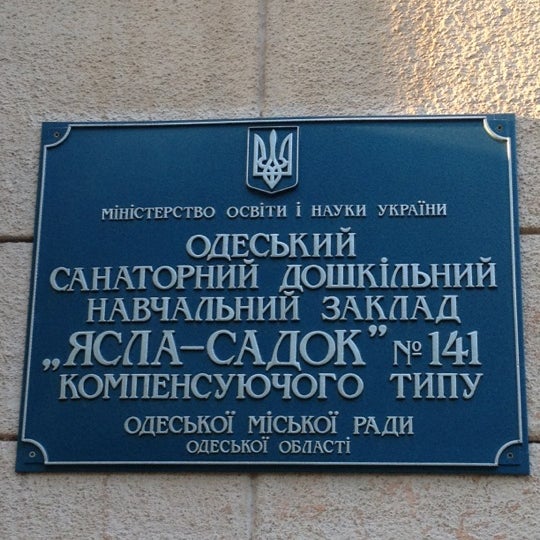 МІНІСТЕРСТВО ОСВІТИ І НАУКИ УКРАЇНИ
ОДЕСЬКИЙ
САНАТОРНИЙ ДОШКІЛЬНИЙ
НАВЧАЛЬНИЙ ЗАКЛАД
„ЯСЛА–САДОК” № 141
КОМПЕНСУЮЧОГО ТИПУ
ОДЕСЬКОЇ МІСЬКОЇ РАДИ
ОДЕСЬКОЇ ОБЛАСТІ